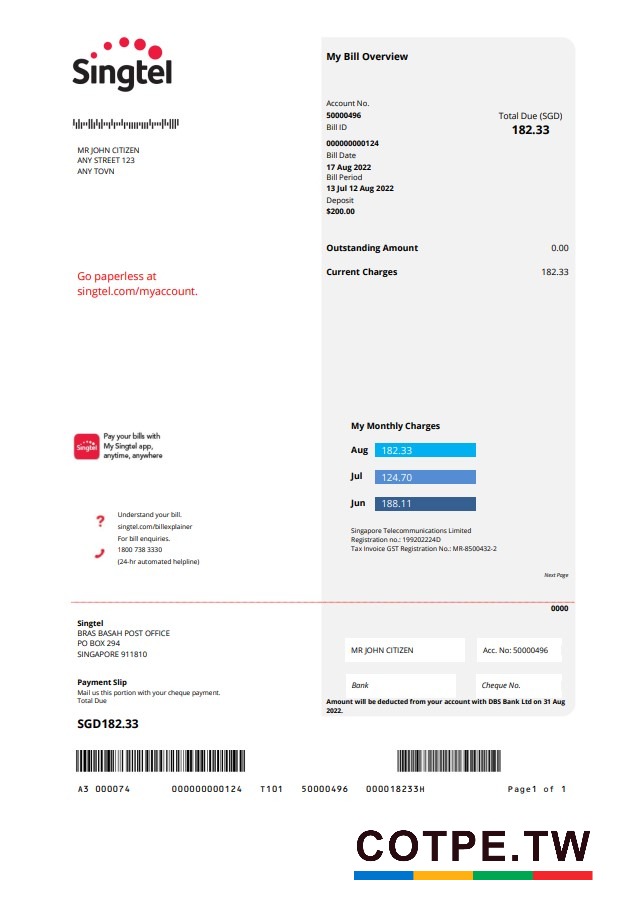 Singtel
MR JOHN CITIZEN
ANY STREET 123
ANY TOVN
Go paperless at
singtel.com/myaccount.
Singtel
Pay your bills with
My Singtel app,
anytime, anywhere
?
Understand your bill.
singtel.com/billexplainer
For bill enquiries.
1800 738 3330
(24-hr automated helpline)
My Bill Overview
Account No.
50000496
Bill ID
000000000124
Bill Date
17 Aug 2022
Bill Period
13 Jul 12 Aug 2022
Deposit
$200.00
Total Due (SGD)
182.33
Outstanding Amount 0.00
Current Charges 182.33
My Monthly Charges
Aug 182.33
Jul 124.70
Jun 188.11
Singapore Telecommunications Limited
Registration no.: 199202224D
Tax Invoice GST Registration No.: MR-8500432-2
Next Page
0000
Singtel
BRAS BASAH POST OFFICE
PO BOX 294
SINGAPORE 911810
Payment Slip
Mail us this portion with your cheque payment.
Total Due
SGD182.33
MR JOHN CITIZEN Acc. No: 50000496
Bank Cheque No.
Amount will be deducted from your account with DBS Bank Ltd on 31 Aug
2022.
A3 000074 000000000124 T101 50000496 000018233H Page1 of 1
COTPE.TW